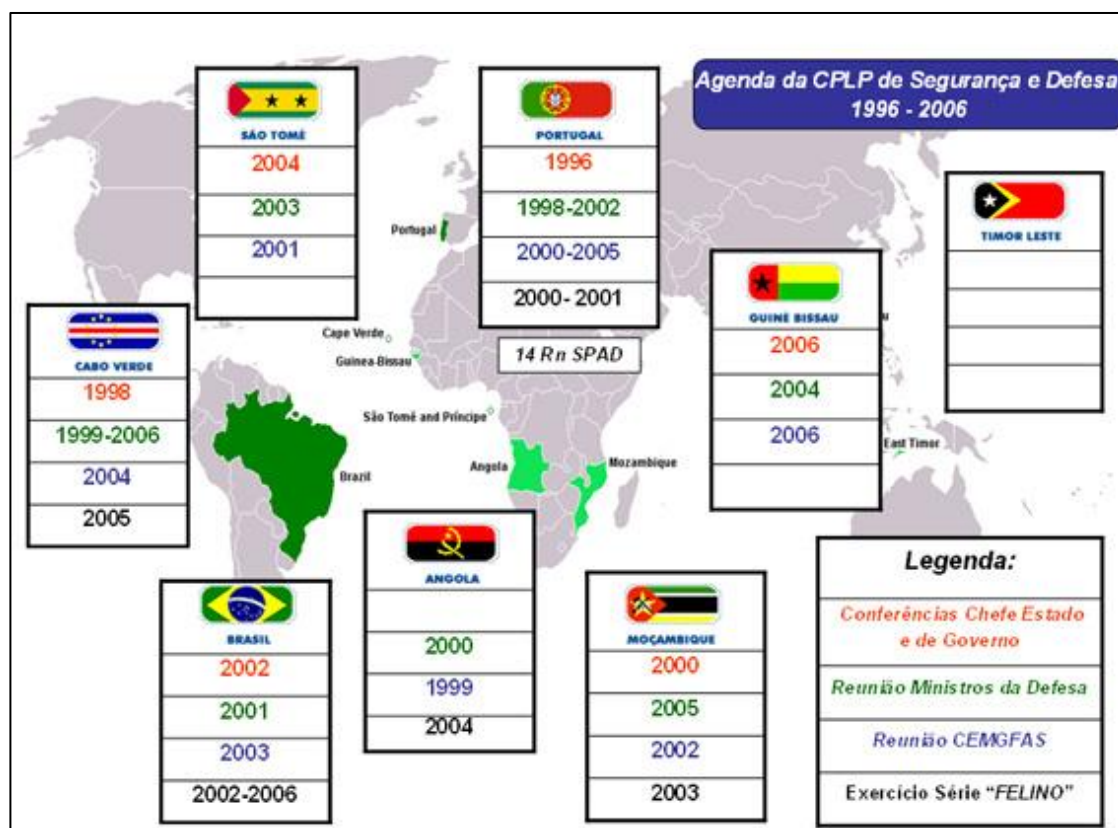 Agenda da CPLP de Segurança e Defesa
1996 - 2006
SÃO TOMÉ
2004
2003
2001
PORTUGAL
1996
1998-2002
2000-2005
2000- 2001
TIMOR LESTE
GUINÉ BISSAU
2006
2004
2006
CABO VERDE
1998
1999-2006
2004
2005
Portugal
Cape Verde
Guinea-Bissau
14 Rn SPAD
São Tomé and Príncipe
Brazil
Angola
Mozambique
East Timor
BRASIL
2002
2001
2003
2002-2006
ANGOLA
2000
1999
2004
MOÇAMBIQUE
2000
2005
2002
2003
Legenda:
Conferências Chefe Estado
e de Governo
Reunião Ministros da Defesa
Reunião CEMGFAS
Exercício Série “FELINO”